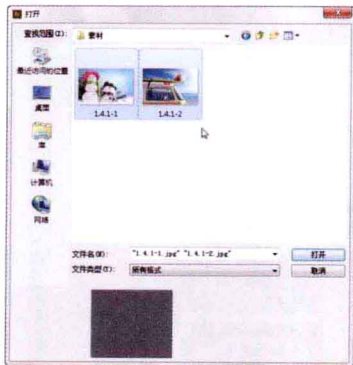 打开
查找范围(I):
素材
最近访问的位置
桌面
库
计算机
网络
1.4.1-1
1.4.1-2
文件名(N):
"1.4.1-1.jpg" "1.4.1-2.jpg"
打开
文件类型(T):
所有格式
取消